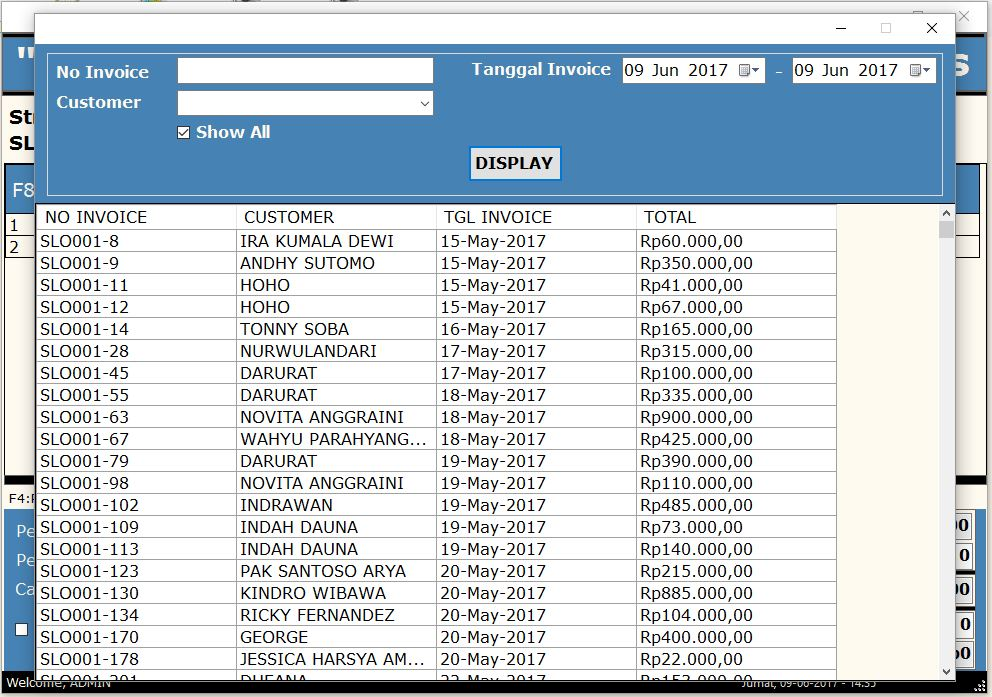 No Invoice
Tanggal Invoice 09 Jun 2017 - 09 Jun 2017
Customer
Show All
DISPLAY
F8
NO INVOICE CUSTOMER TGL INVOICE TOTAL
1
2
SLO001-8 IRA KUMALA DEWI 15-May-2017 Rp60.000,00
SLO001-9 ANDHY SUTOMO 15-May-2017 Rp350.000,00
SLO001-11 HOHO 15-May-2017 Rp41.000,00
SLO001-12 HOHO 15-May-2017 Rp67.000,00
SLO001-14 TONNY SOBA 16-May-2017 Rp165.000,00
SLO001-28 NURWULANDARI 17-May-2017 Rp315.000,00
SLO001-45 DARURAT 17-May-2017 Rp100.000,00
SLO001-55 DARURAT 18-May-2017 Rp335.000,00
SLO001-63 NOVITA ANGGRAINI 18-May-2017 Rp900.000,00
SLO001-67 WAHYU PARAHYANG... 18-May-2017 Rp425.000,00
SLO001-79 DARURAT 19-May-2017 Rp390.000,00
SLO001-98 NOVITA ANGGRAINI 19-May-2017 Rp110.000,00
SLO001-102 INDRAWAN 19-May-2017 Rp485.000,00
SLO001-109 INDAH DAUNA 19-May-2017 Rp73.000,00
SLO001-113 INDAH DAUNA 19-May-2017 Rp140.000,00
SLO001-123 PAK SANTOSO ARYA 20-May-2017 Rp215.000,00
SLO001-130 KINDRO WIBAWA 20-May-2017 Rp885.000,00
SLO001-134 RICKY FERNANDEZ 20-May-2017 Rp104.000,00
SLO001-170 GEORGE 20-May-2017 Rp400.000,00
SLO001-178 JESSICA HARSYA AM... 20-May-2017 Rp22.000,00
Welcome, ADMIN Jumat, 09-06-2017 - 14:35